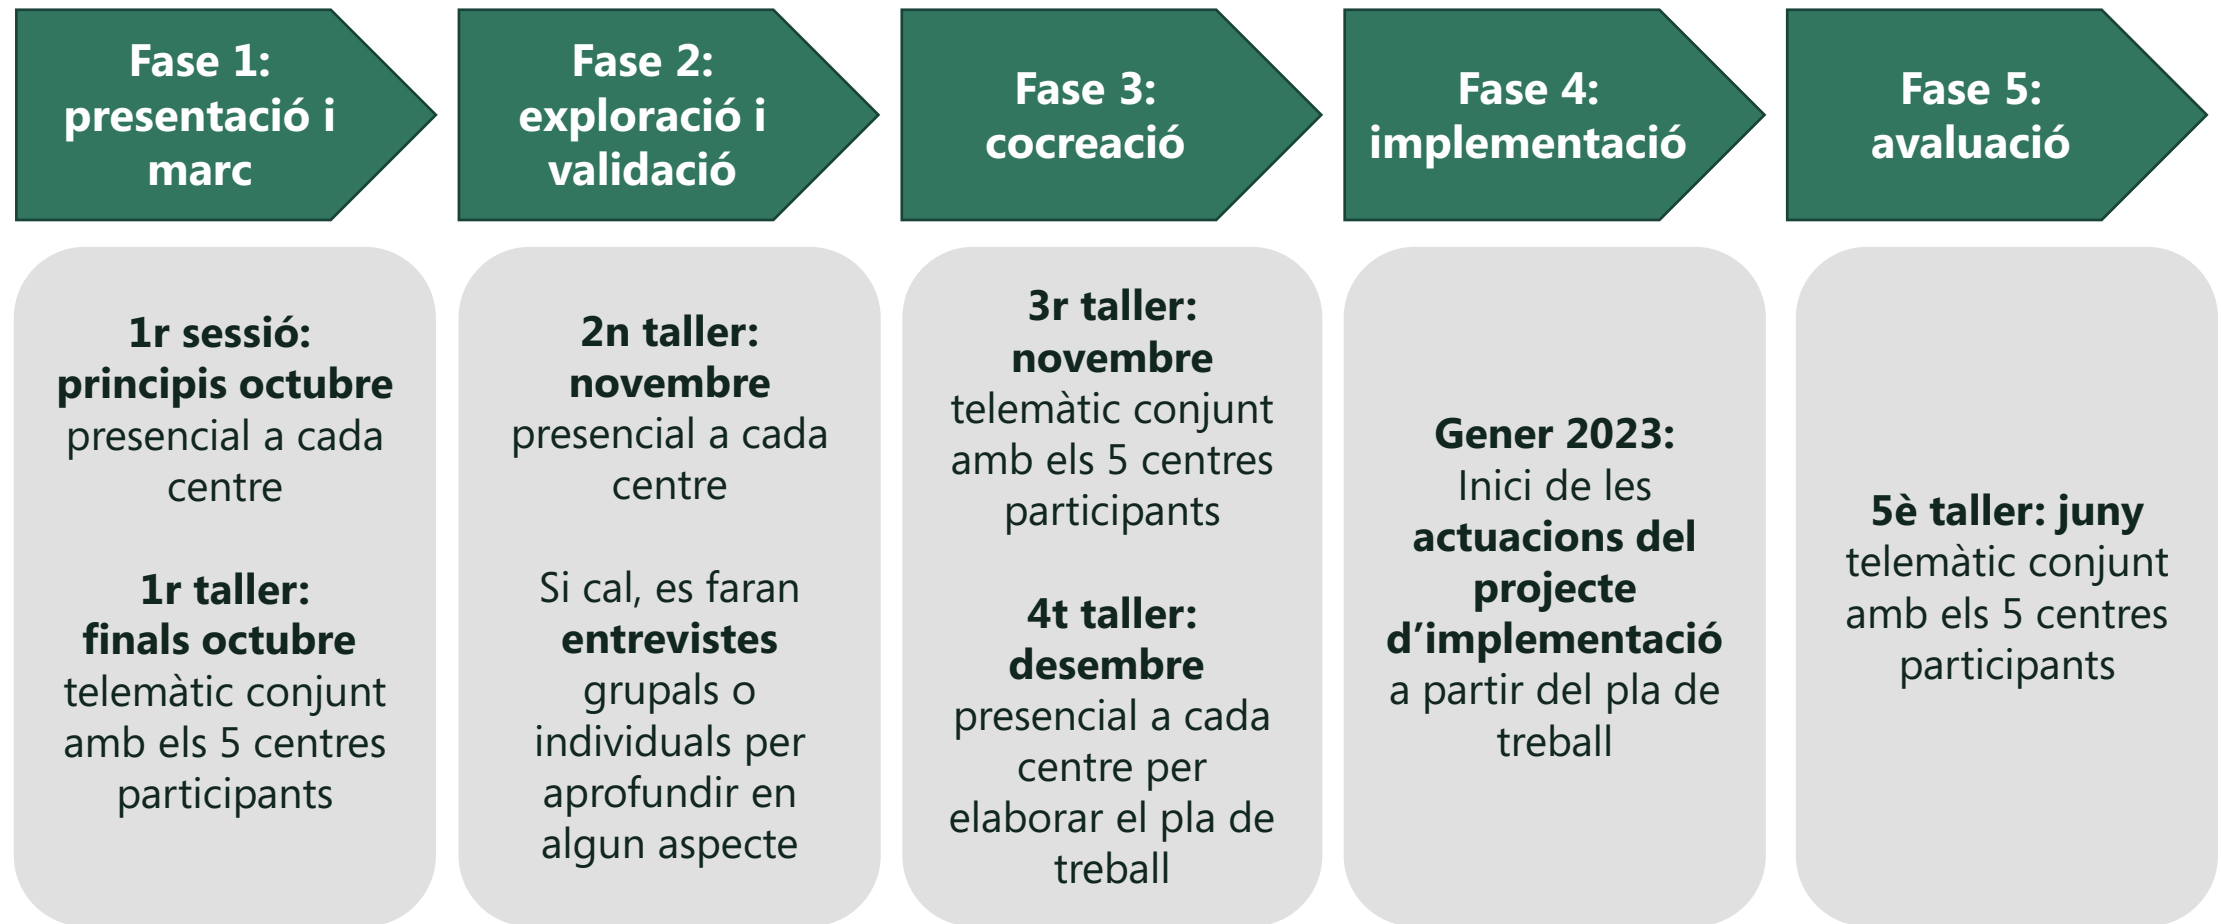 Fase 1:
presentació i
marc
1r sessió:
principis octubre
presencial a cada
centre
1r taller:
finals octubre
telemàtic conjunt
amb els 5 centres
participants
Fase 2:
exploració i
validació
2n taller:
novembre
presencial a cada
centre
Si cal, es faran
entrevistes
grupals o
individuals per
aprofundir en
algun aspecte
Fase 3:
cocreació
3r taller:
novembre
telemàtic conjunt
amb els 5 centres
participants
4t taller:
desembre
presencial a cada
centre per
elaborar el pla de
treball
Fase 4:
implementació
Gener 2023:
Inici de les
actuacions del
projecte
d’implementació
a partir del pla de
treball
Fase 5:
avaluació
5è taller: juny
telemàtic conjunt
amb els 5 centres
participants